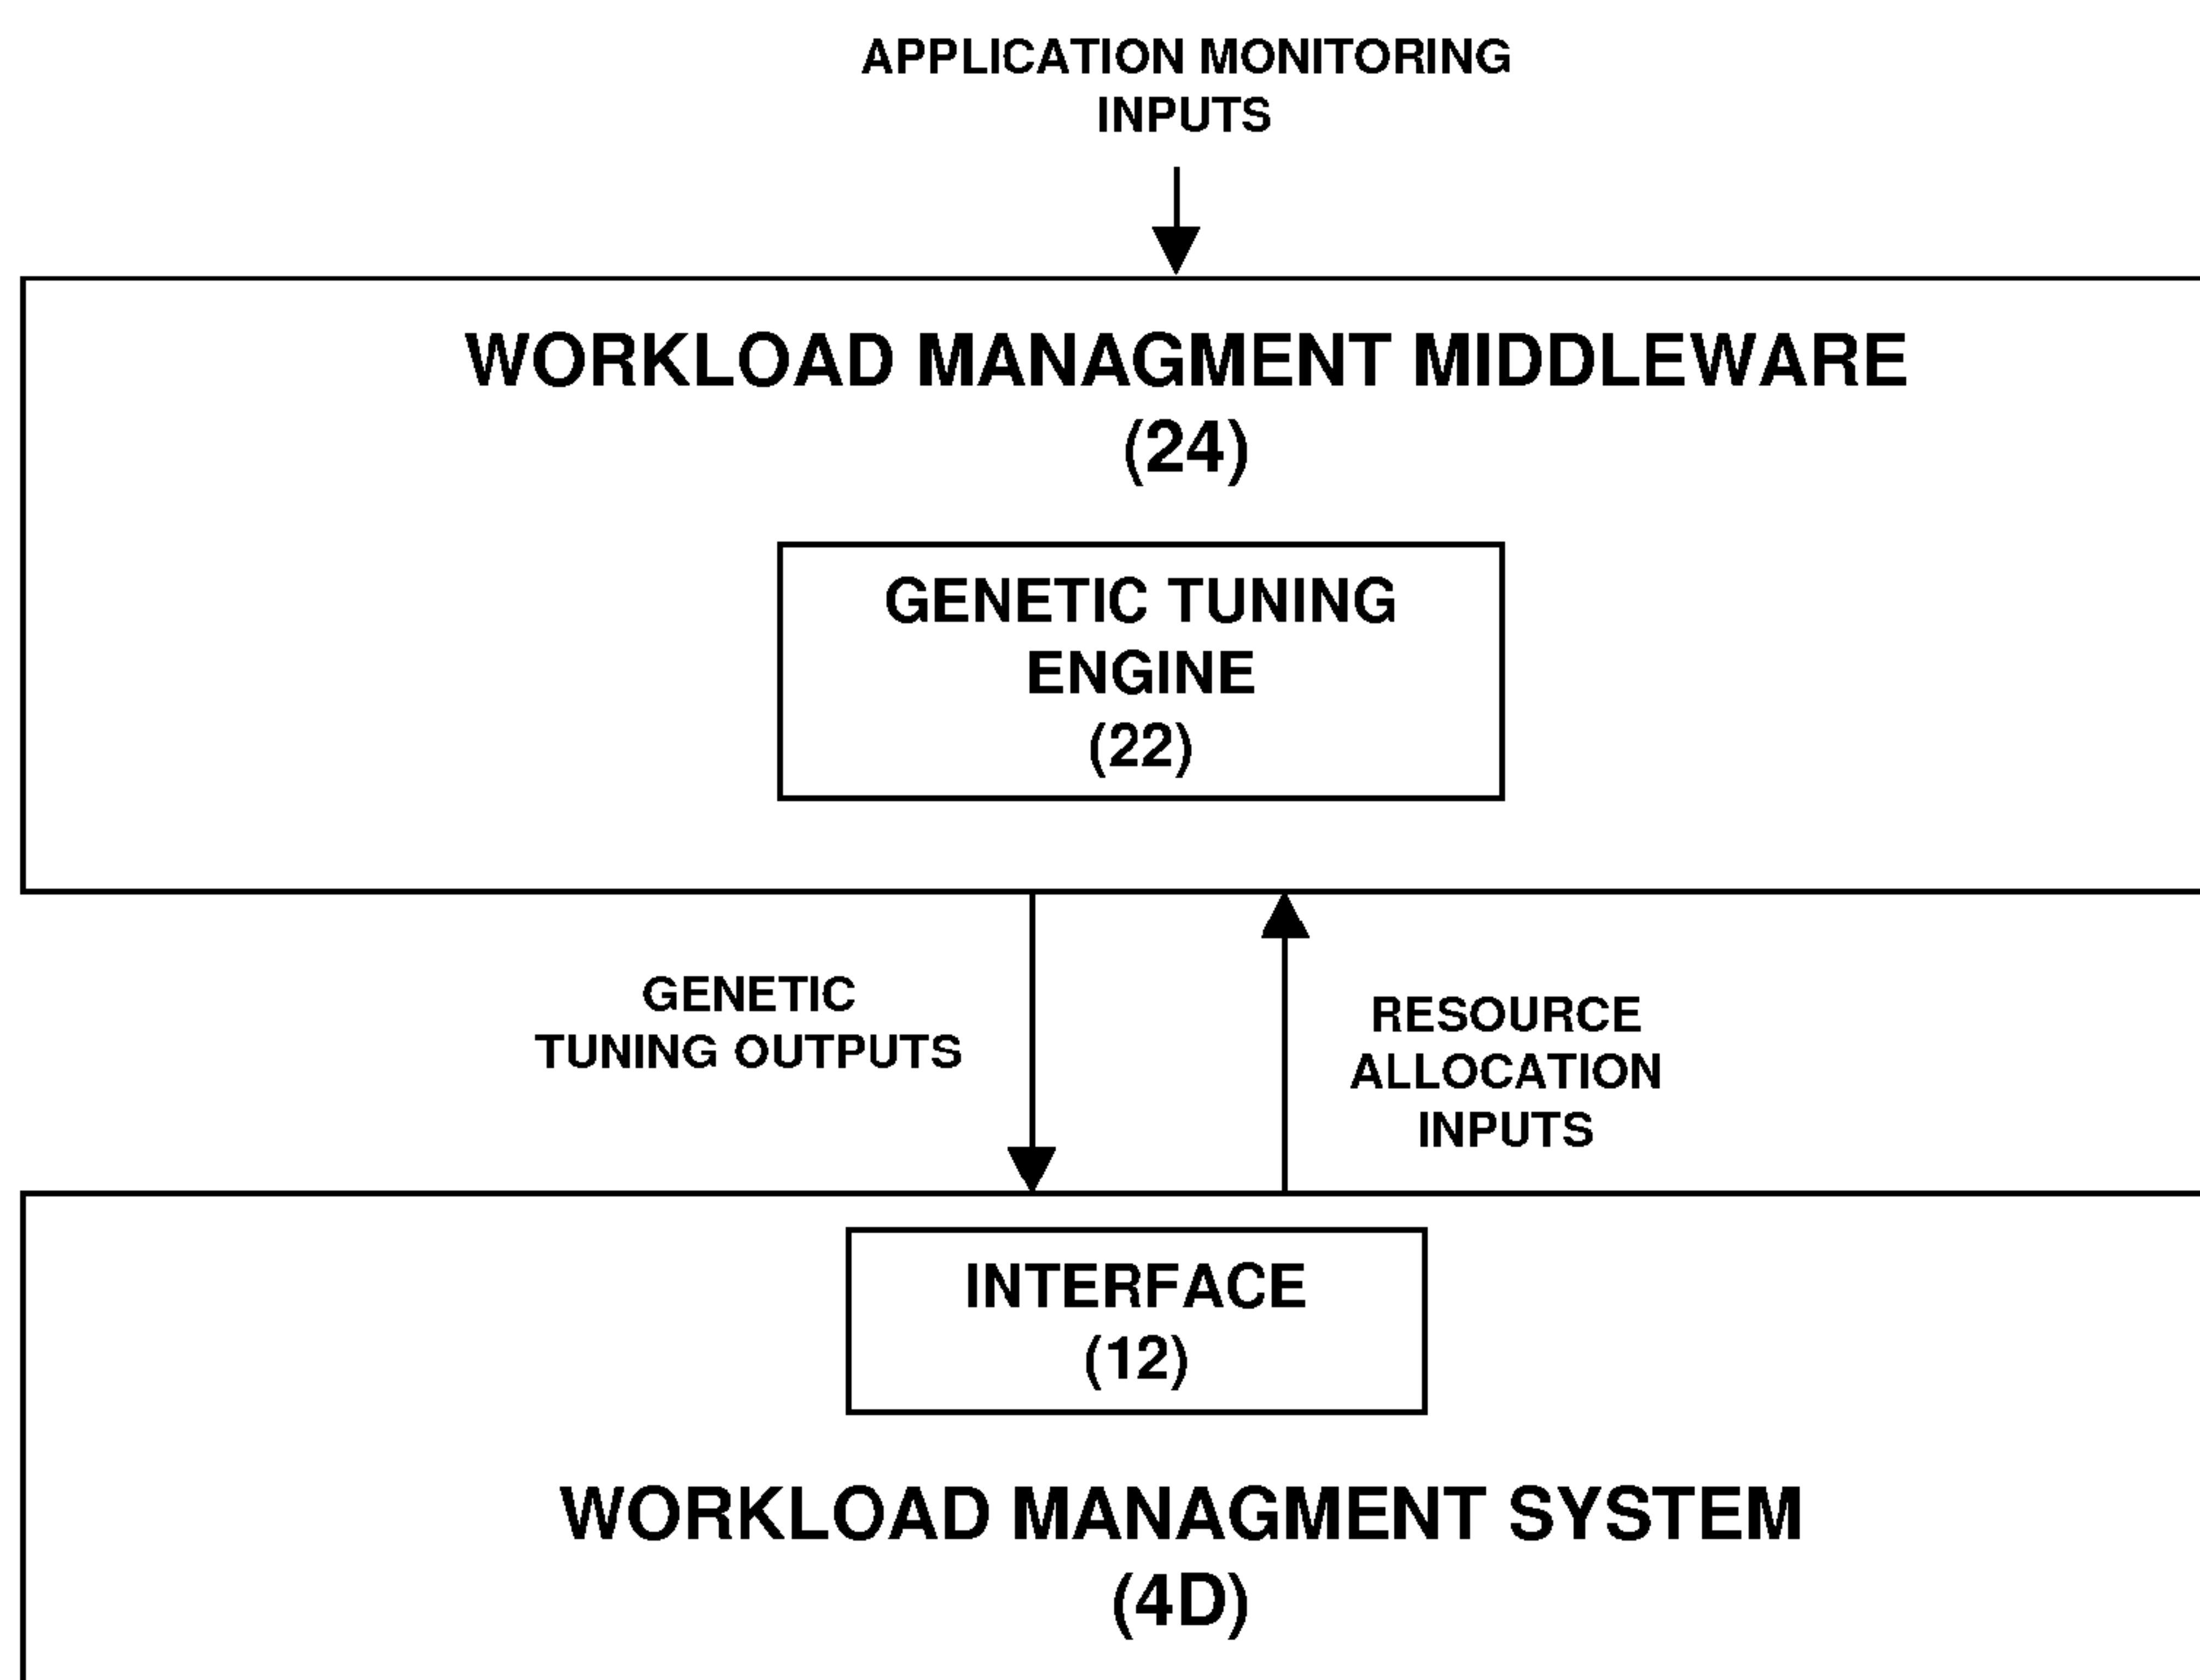 APPLICATION MONITORING
INPUTS
WORKLOAD MANAGMENT MIDDLEWARE
(24)
GENETIC TUNING
ENGINE
(22)
GENETIC
TUNING OUTPUTS
RESOURCE
ALLOCATION
INPUTS
INTERFACE
(12)
WORKLOAD MANAGMENT SYSTEM
(4D)